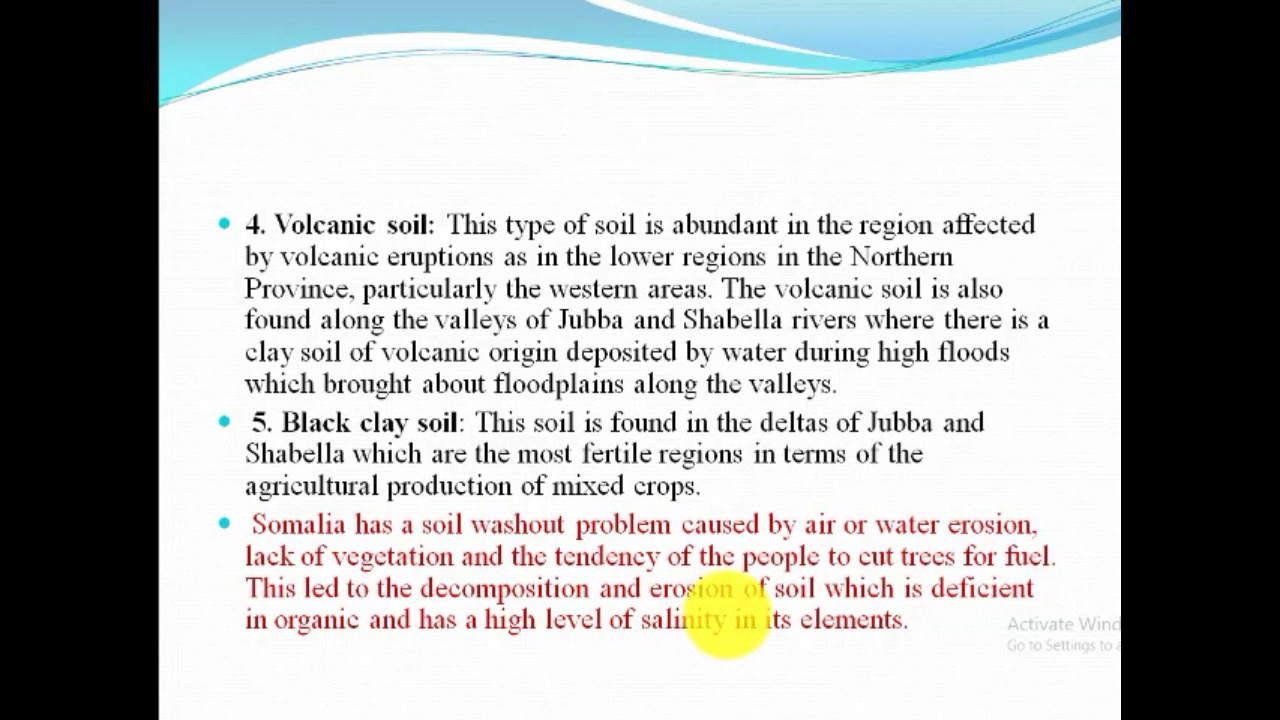 4. Volcanic soil: This type of soil is abundant in the region affected
by volcanic eruptions as in the lower regions in the Northern
Province, particularly the western areas. The volcanic soil is also
found along the valleys of Jubba and Shabella rivers where there is a
clay soil of volcanic origin deposited by water during high floods
which brought about floodplains along the valleys.
5. Black clay soil: This soil is found in the deltas of Jubba and
Shabella which are the most fertile regions in terms of the
agricultural production of mixed crops.
Somalia has a soil washout problem caused by air or water erosion,
lack of vegetation and the tendency of the people to cut trees for fuel.
This led to the decomposition and erosion of soil which is deficient
in organic and has a high level of salinity in its elements.
Activate Wind
Go to Settings to a